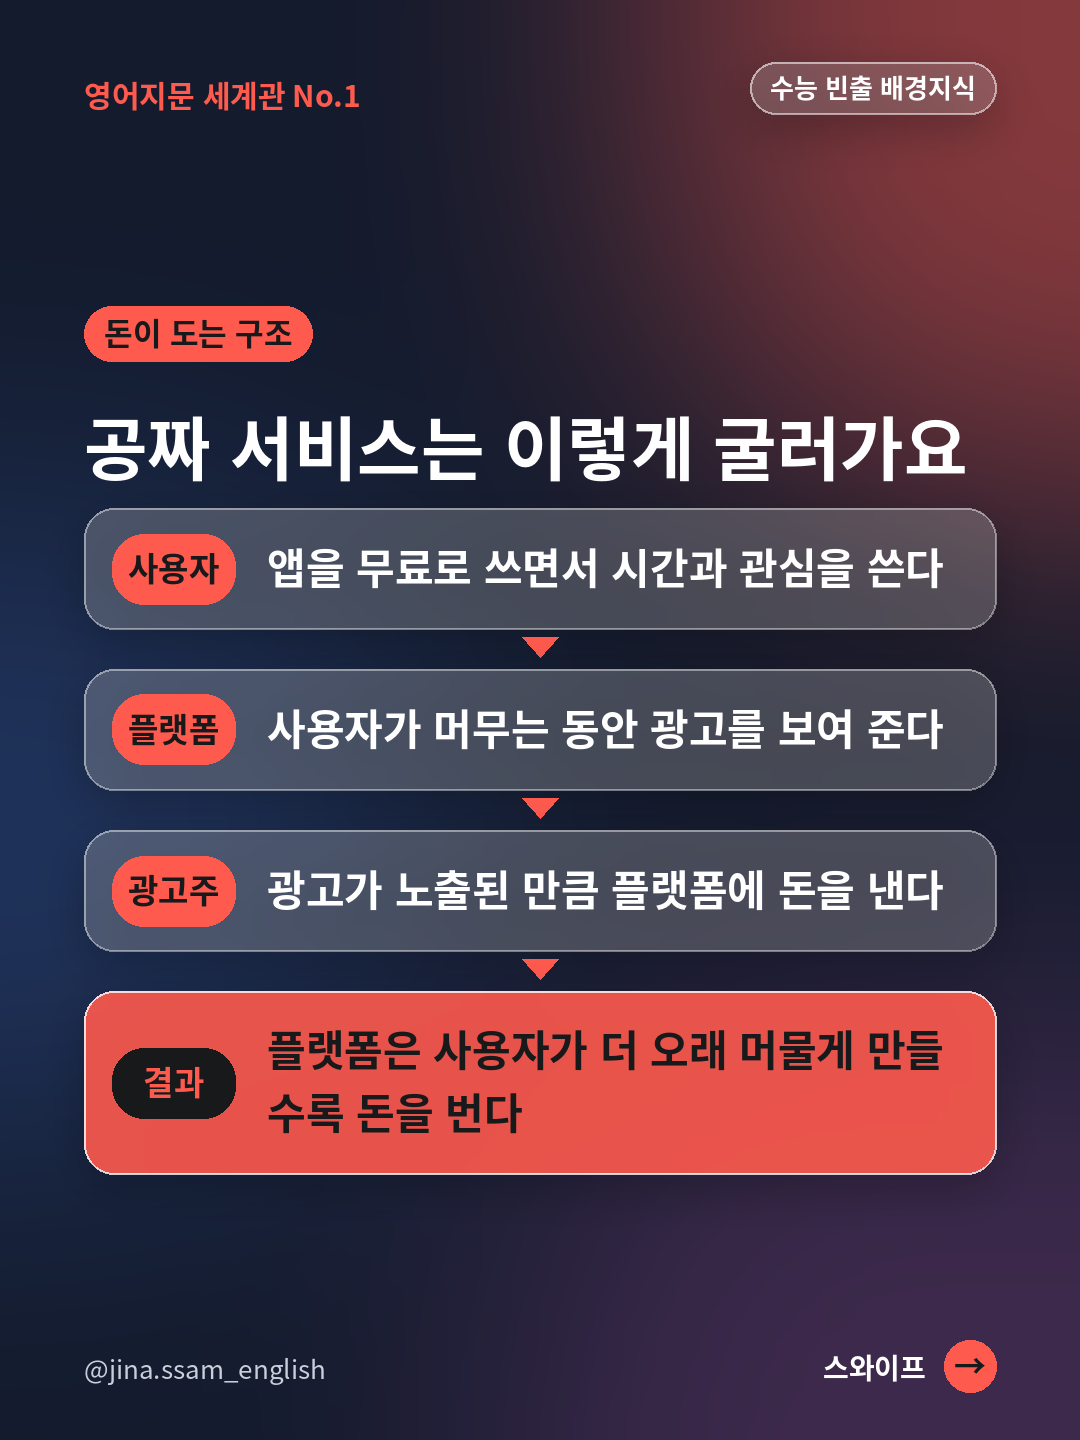 영어지문 세계관 No.1
수능 빈출 배경지식
돈이 도는 구조
공짜 서비스는 이렇게 굴러가요
사용자
앱을 무료로 쓰면서 시간과 관심을 쓴다
플랫폼
사용자가 머무는 동안 광고를 보여 준다
광고주
광고가 노출된 만큼 플랫폼에 돈을 낸다
결과
플랫폼은 사용자가 더 오래 머물게 만들
수록 돈을 번다
@jina.ssam_english
스와이프 →